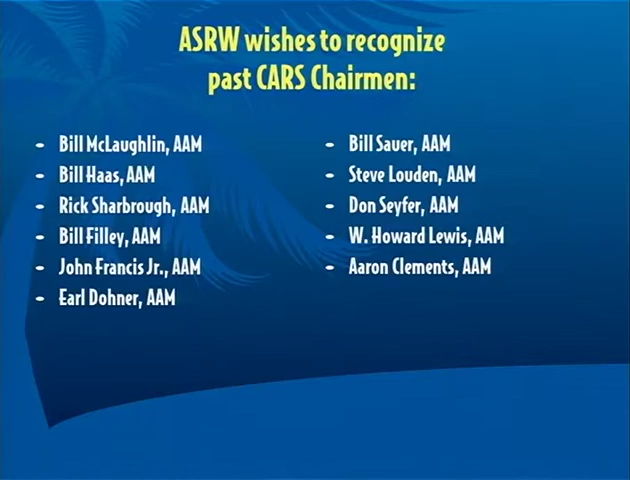 ASRW wishes to recognize
past CARS Chairmen:
- Bill McLaughlin, AAM
- Bill Haas, AAM
- Rick Sharbrough, AAM
- Bill Filley, AAM
- John Francis Jr., AAM
- Earl Dohner, AAM
- Bill Sauer, AAM
- Steve Louden, AAM
- Don Seyfer, AAM
- W. Howard Lewis, AAM
- Aaron Clements, AAM